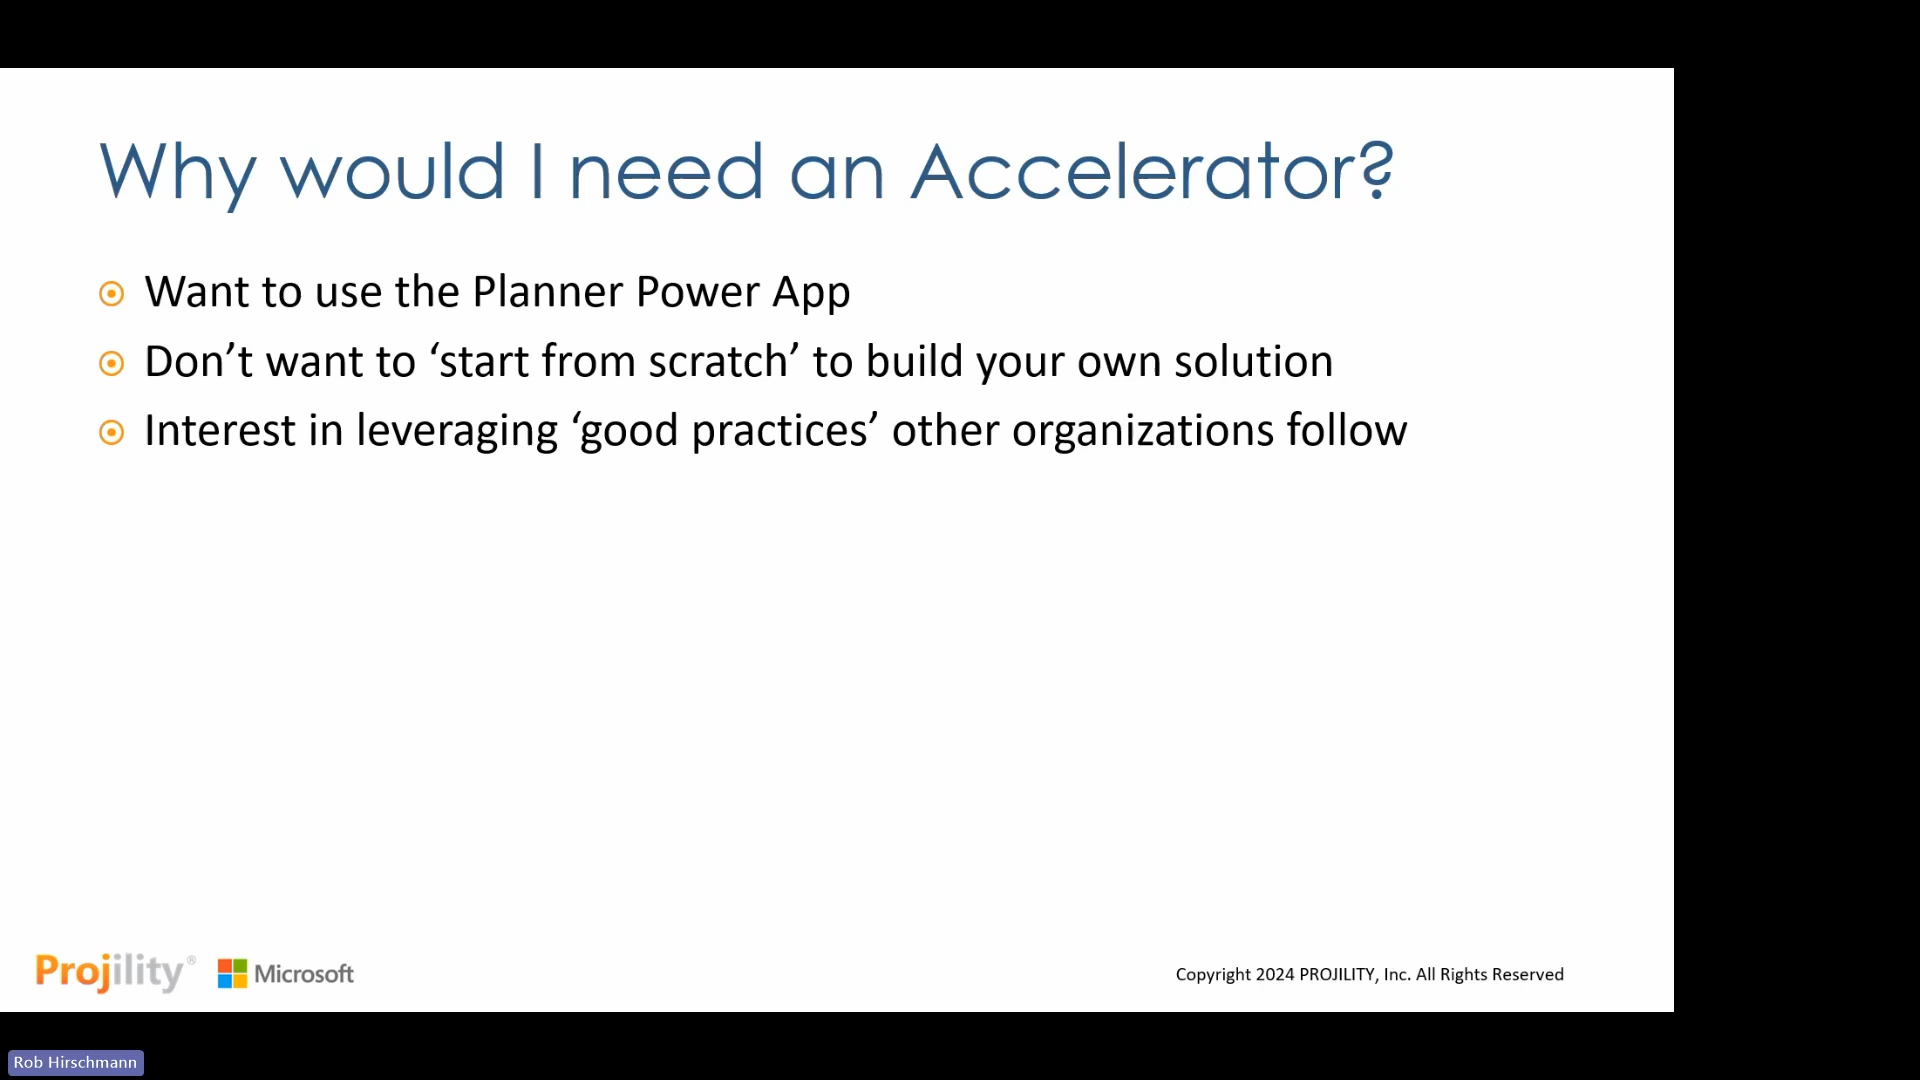 Why would I need an Accelerator?
Want to use the Planner Power App
Don’t want to ‘start from scratch’ to build your own solution
Interest in leveraging ‘good practices’ other organizations follow
Projility®
Microsoft
Copyright 2024 PROJILITY, Inc. All Rights Reserved
Rob Hirschmann